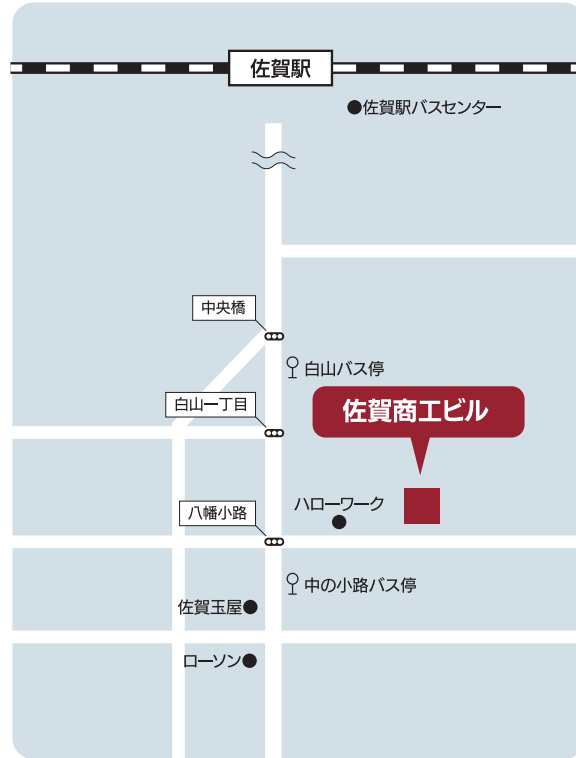 佐賀駅
佐賀駅バスセンター
中央橋
白山バス停
白山一丁目
佐賀商工ビル
ハローワーク
八幡小路
中の小路バス停
佐賀玉屋
ローソン